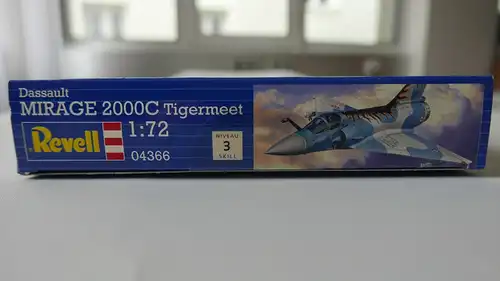 Dassault
MIRAGE 2000C Tigermeet
Revell
1:72
04366
NIVEAU
3
SKILL